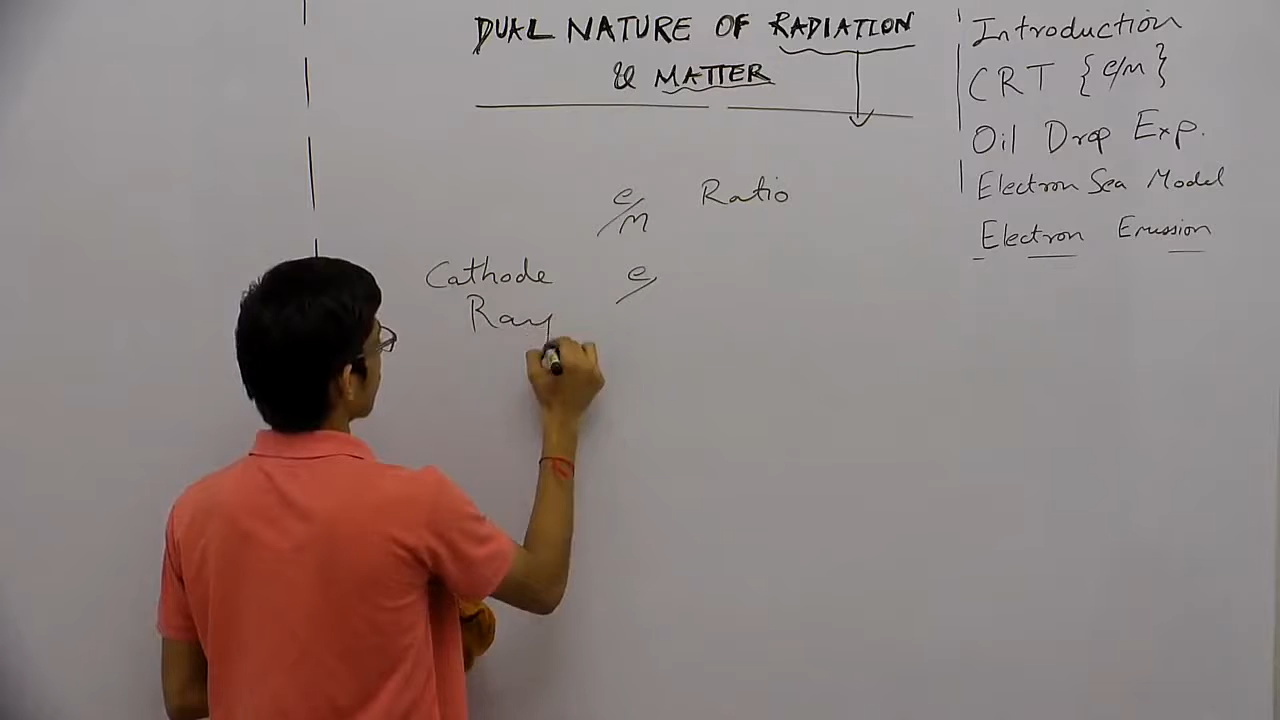 DUAL NATURE OF RADIATION
& MATTER
e/m Ratio
Cathode e/
Ray
Introduction
CRT {e/m}
Oil Drop Exp.
Electron Sea Model
Electron Emission